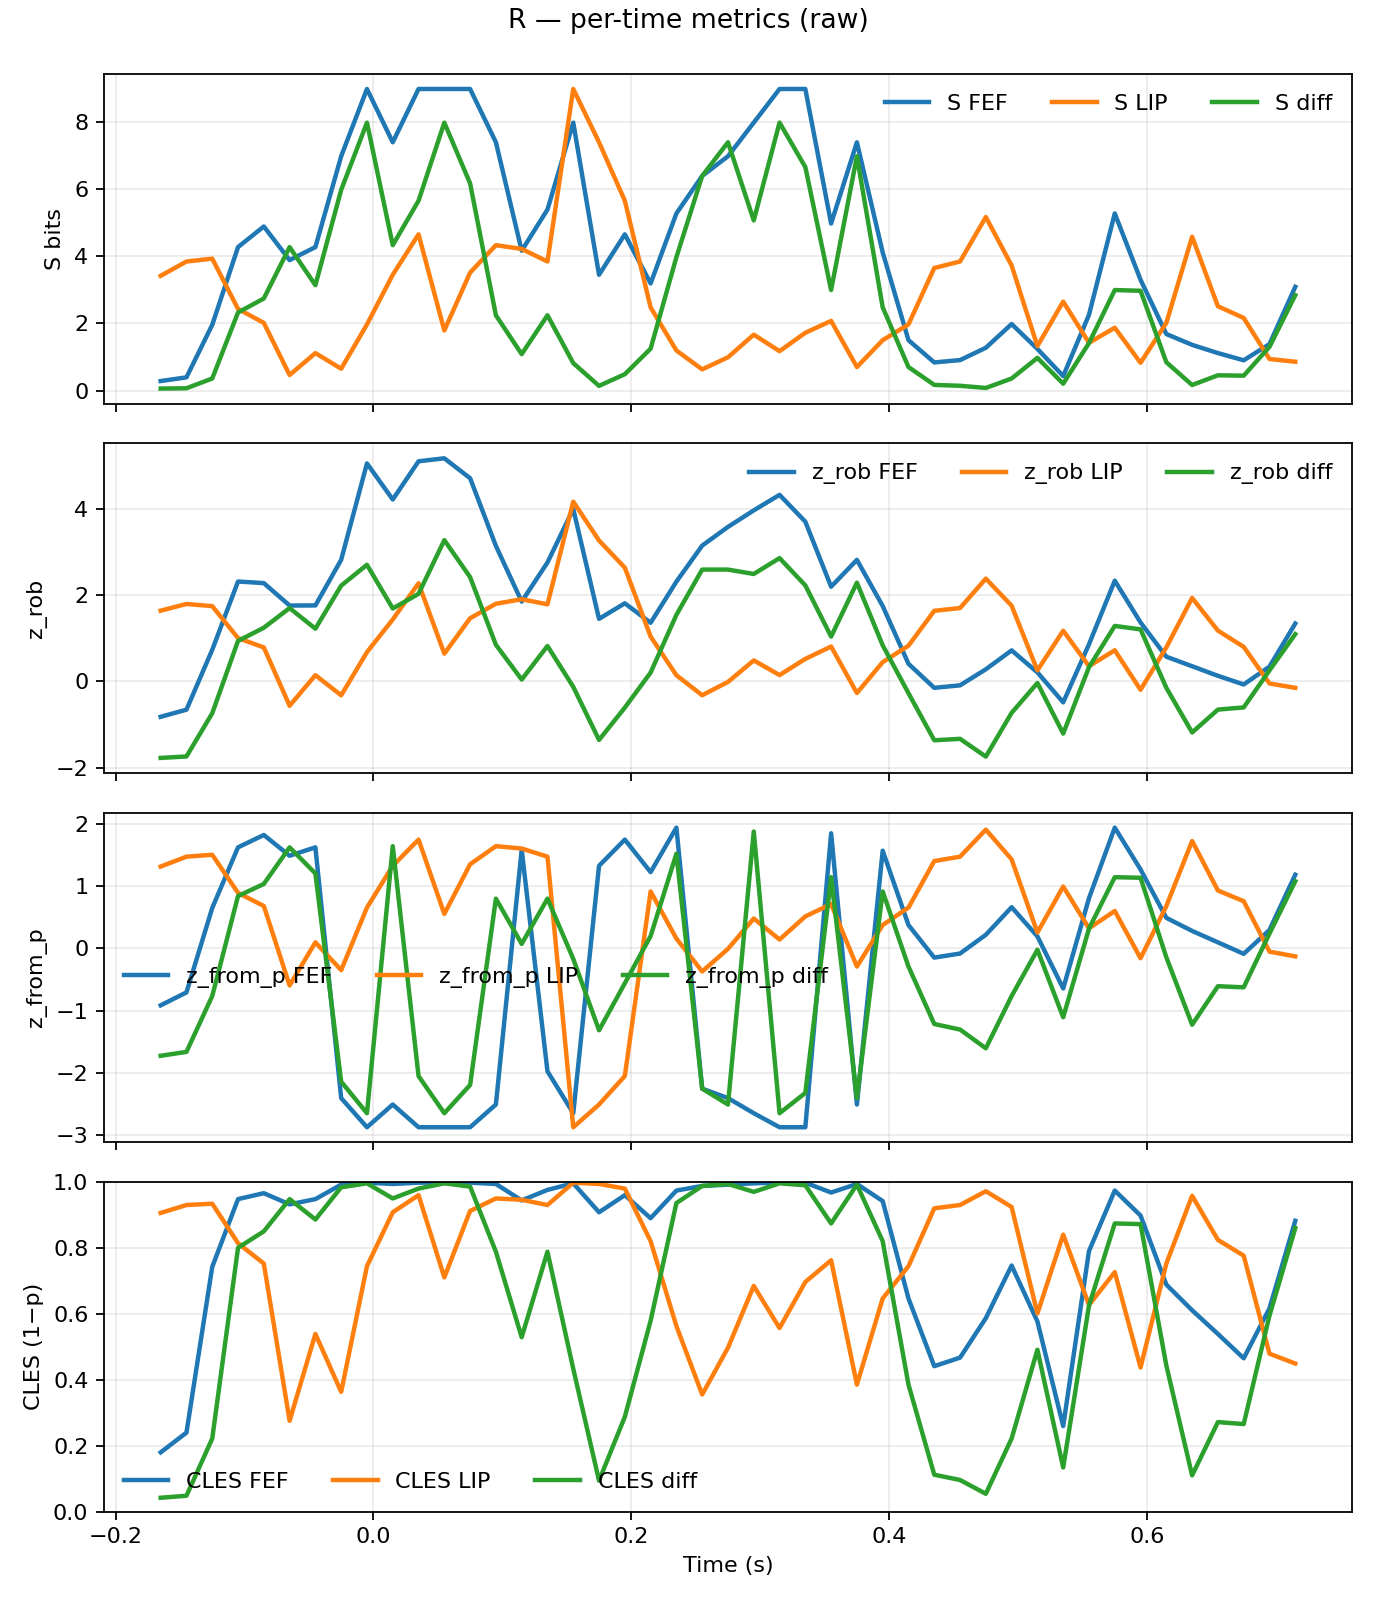 R — per-time metrics (raw)
S FEF S LIP S diff
8
6
4
2
0
S bits
z_rob FEF z_rob LIP z_rob diff
4
2
0
−2
z_rob
2
1
0
−1
−2
−3
z_from_p
z_from_p FEF z_from_p LIP z_from_p diff
1.0
0.8
0.6
0.4
0.2
0.0
CLES (1−p)
CLES FEF CLES LIP CLES diff
−0.2 0.0 0.2 0.4 0.6
Time (s)